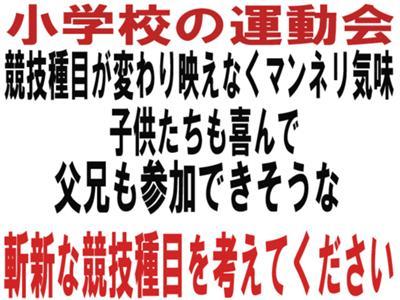 小学校の運動会
競技種目が変わり映えなくマンネリ気味
子供たちも喜んで
父兄も参加できそうな
斬新な競技種目を考えてください